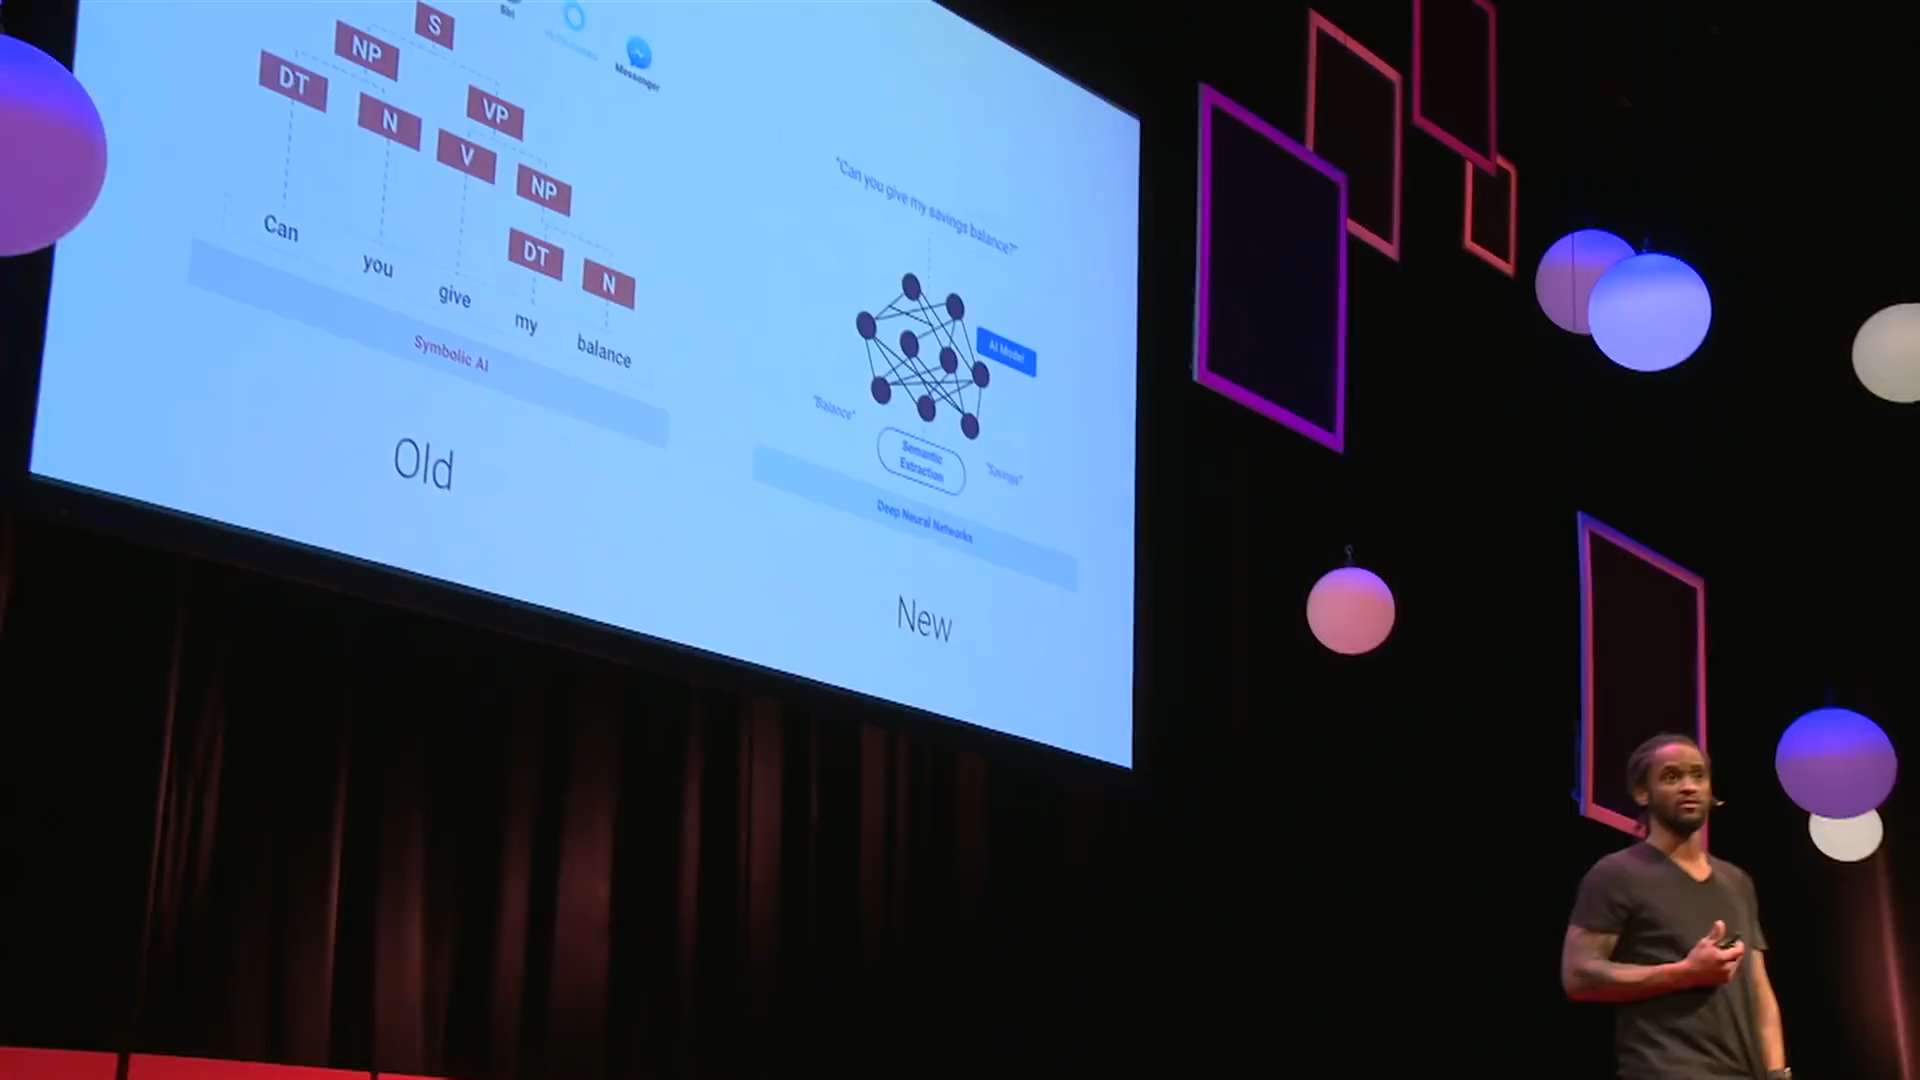 Siri
Messenger
S
NP
VP
DT
N
V
NP
DT
N
Can
you
give
my
balance
Symbolic AI
Old
"Can you give my savings balance?"
AI Model
"Balance"
Semantic
Extraction
"Savings"
Deep Neural Networks
New